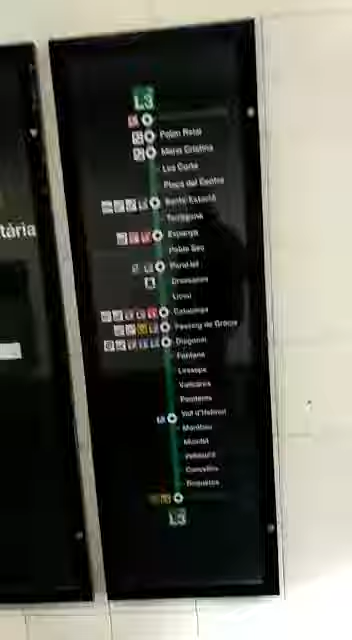 tària
L3
Palau Reial
Maria Cristina
Les Corts
Plaça del Centre
Sants Estació
Tarragona
Espanya
Poble Sec
Paral·lel
Drassanes
Liceu
Catalunya
Passeig de Gràcia
Diagonal
Fontana
Lesseps
Vallcarca
Penitents
Vall d'Hebron
Montbau
Mundet
Valldaura
Canyelles
Roquetes
L3